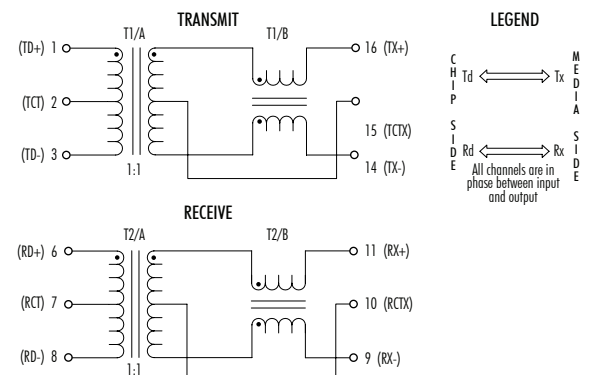 TRANSMIT
T1/A
T1/B
(TD+) 1
16 (TX+)
(TCT) 2
15 (TCTX)
(TD-) 3
14 (TX-)
1:1
RECEIVE
T2/A
T2/B
(RD+) 6
11 (RX+)
(RCT) 7
10 (RCTX)
(RD-) 8
9 (RX-)
1:1
LEGEND
CHIP SIDE
Td
Tx
MEDIA SIDE
Rd
Rx
All channels are in
phase between input
and output